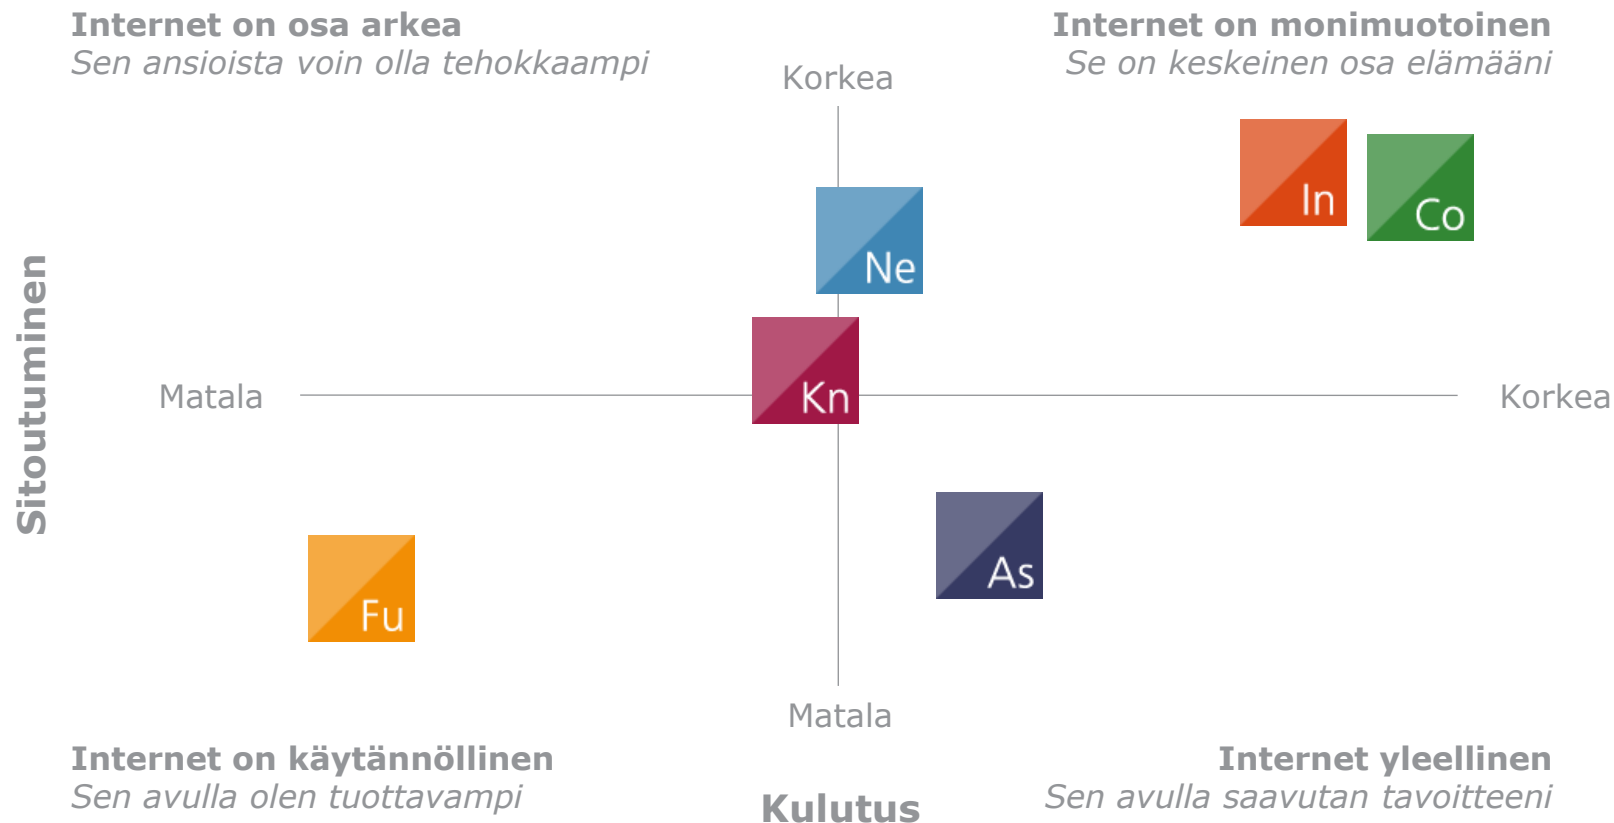 Internet on osa arkea
Sen ansioista voin olla tehokkaampi
Internet on monimuotoinen
Se on keskeinen osa elämääni
Korkea
In
Co
Ne
Kn
Sitoutuminen
Matala
Korkea
As
Fu
Matala
Internet on käytännöllinen
Sen avulla olen tuottavampi
Internet yleellinen
Sen avulla saavutan tavoitteeni
Kulutus